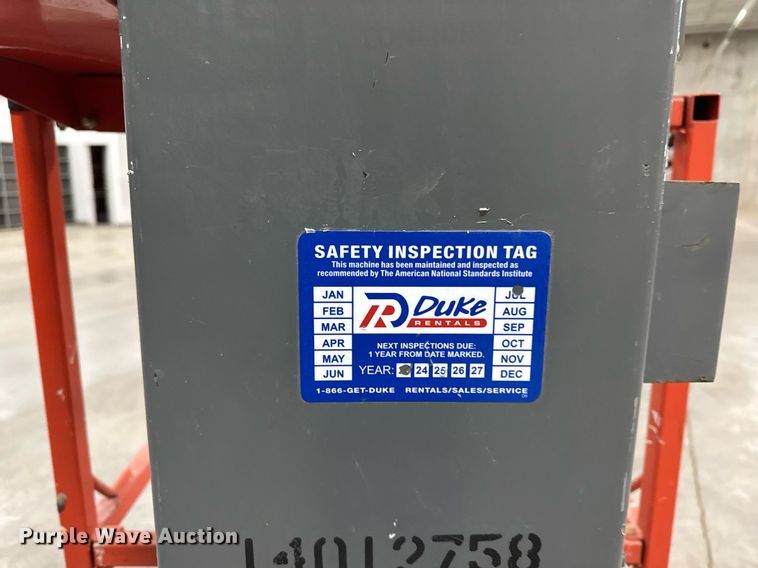 SAFETY INSPECTION TAG
This machine has been maintained and inspected as
recommended by The American National Standards Institute
JAN
FEB
MAR
APR
MAY
JUN
DR Duke
RENTALS
JUL
AUG
SEP
OCT
NOV
DEC
NEXT INSPECTIONS DUE:
1 YEAR FROM DATE MARKED.
YEAR: 24 25 26 27
1-866-GET-DUKE RENTALS/SALES/SERVICE
14012758
Purple Wave Auction